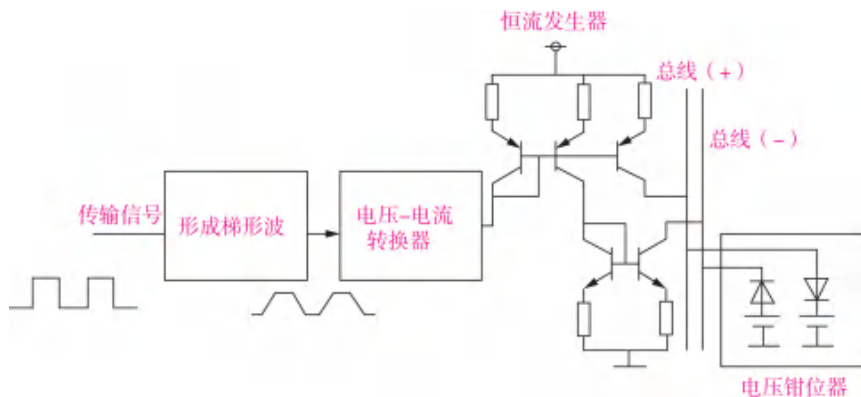 恒流发生器
总线（+）
总线（-）
传输信号
形成梯形波
电压-电流
转换器
电压钳位器